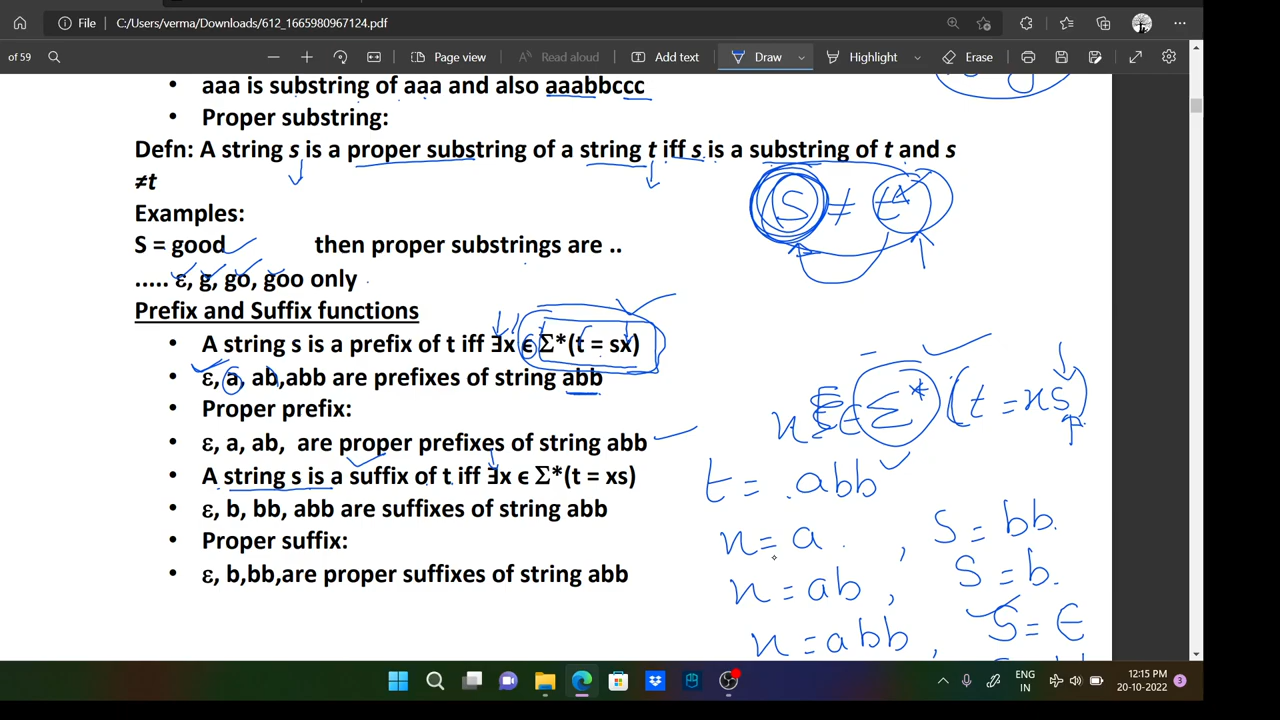 File C:/Users/verma/Downloads/612_1665980967124.pdf
of 59 Page view Read aloud Add text Draw Highlight Erase
• aaa is substring of aaa and also aaabbccc
• Proper substring:
Defn: A string s is a proper substring of a string t iff s is a substring of t and s
≠t
S ≠ t
Examples:
S = good then proper substrings are ..
..... ε, g, go, goo only
Prefix and Suffix functions
• A string s is a prefix of t iff ∃x ϵ Σ*(t = sx)
• ε, a, ab,abb are prefixes of string abb
• Proper prefix:
• ε, a, ab, are proper prefixes of string abb
• A string s is a suffix of t iff ∃x ϵ Σ*(t = xs)
• ε, b, bb, abb are suffixes of string abb
• Proper suffix:
• ε, b,bb,are proper suffixes of string abb
x ϵ Σ* (t = xs)
t = abb
x = a , S = bb.
x = ab , S = b.
x = abb , S = ϵ
ENG
IN
12:15 PM
20-10-2022
3